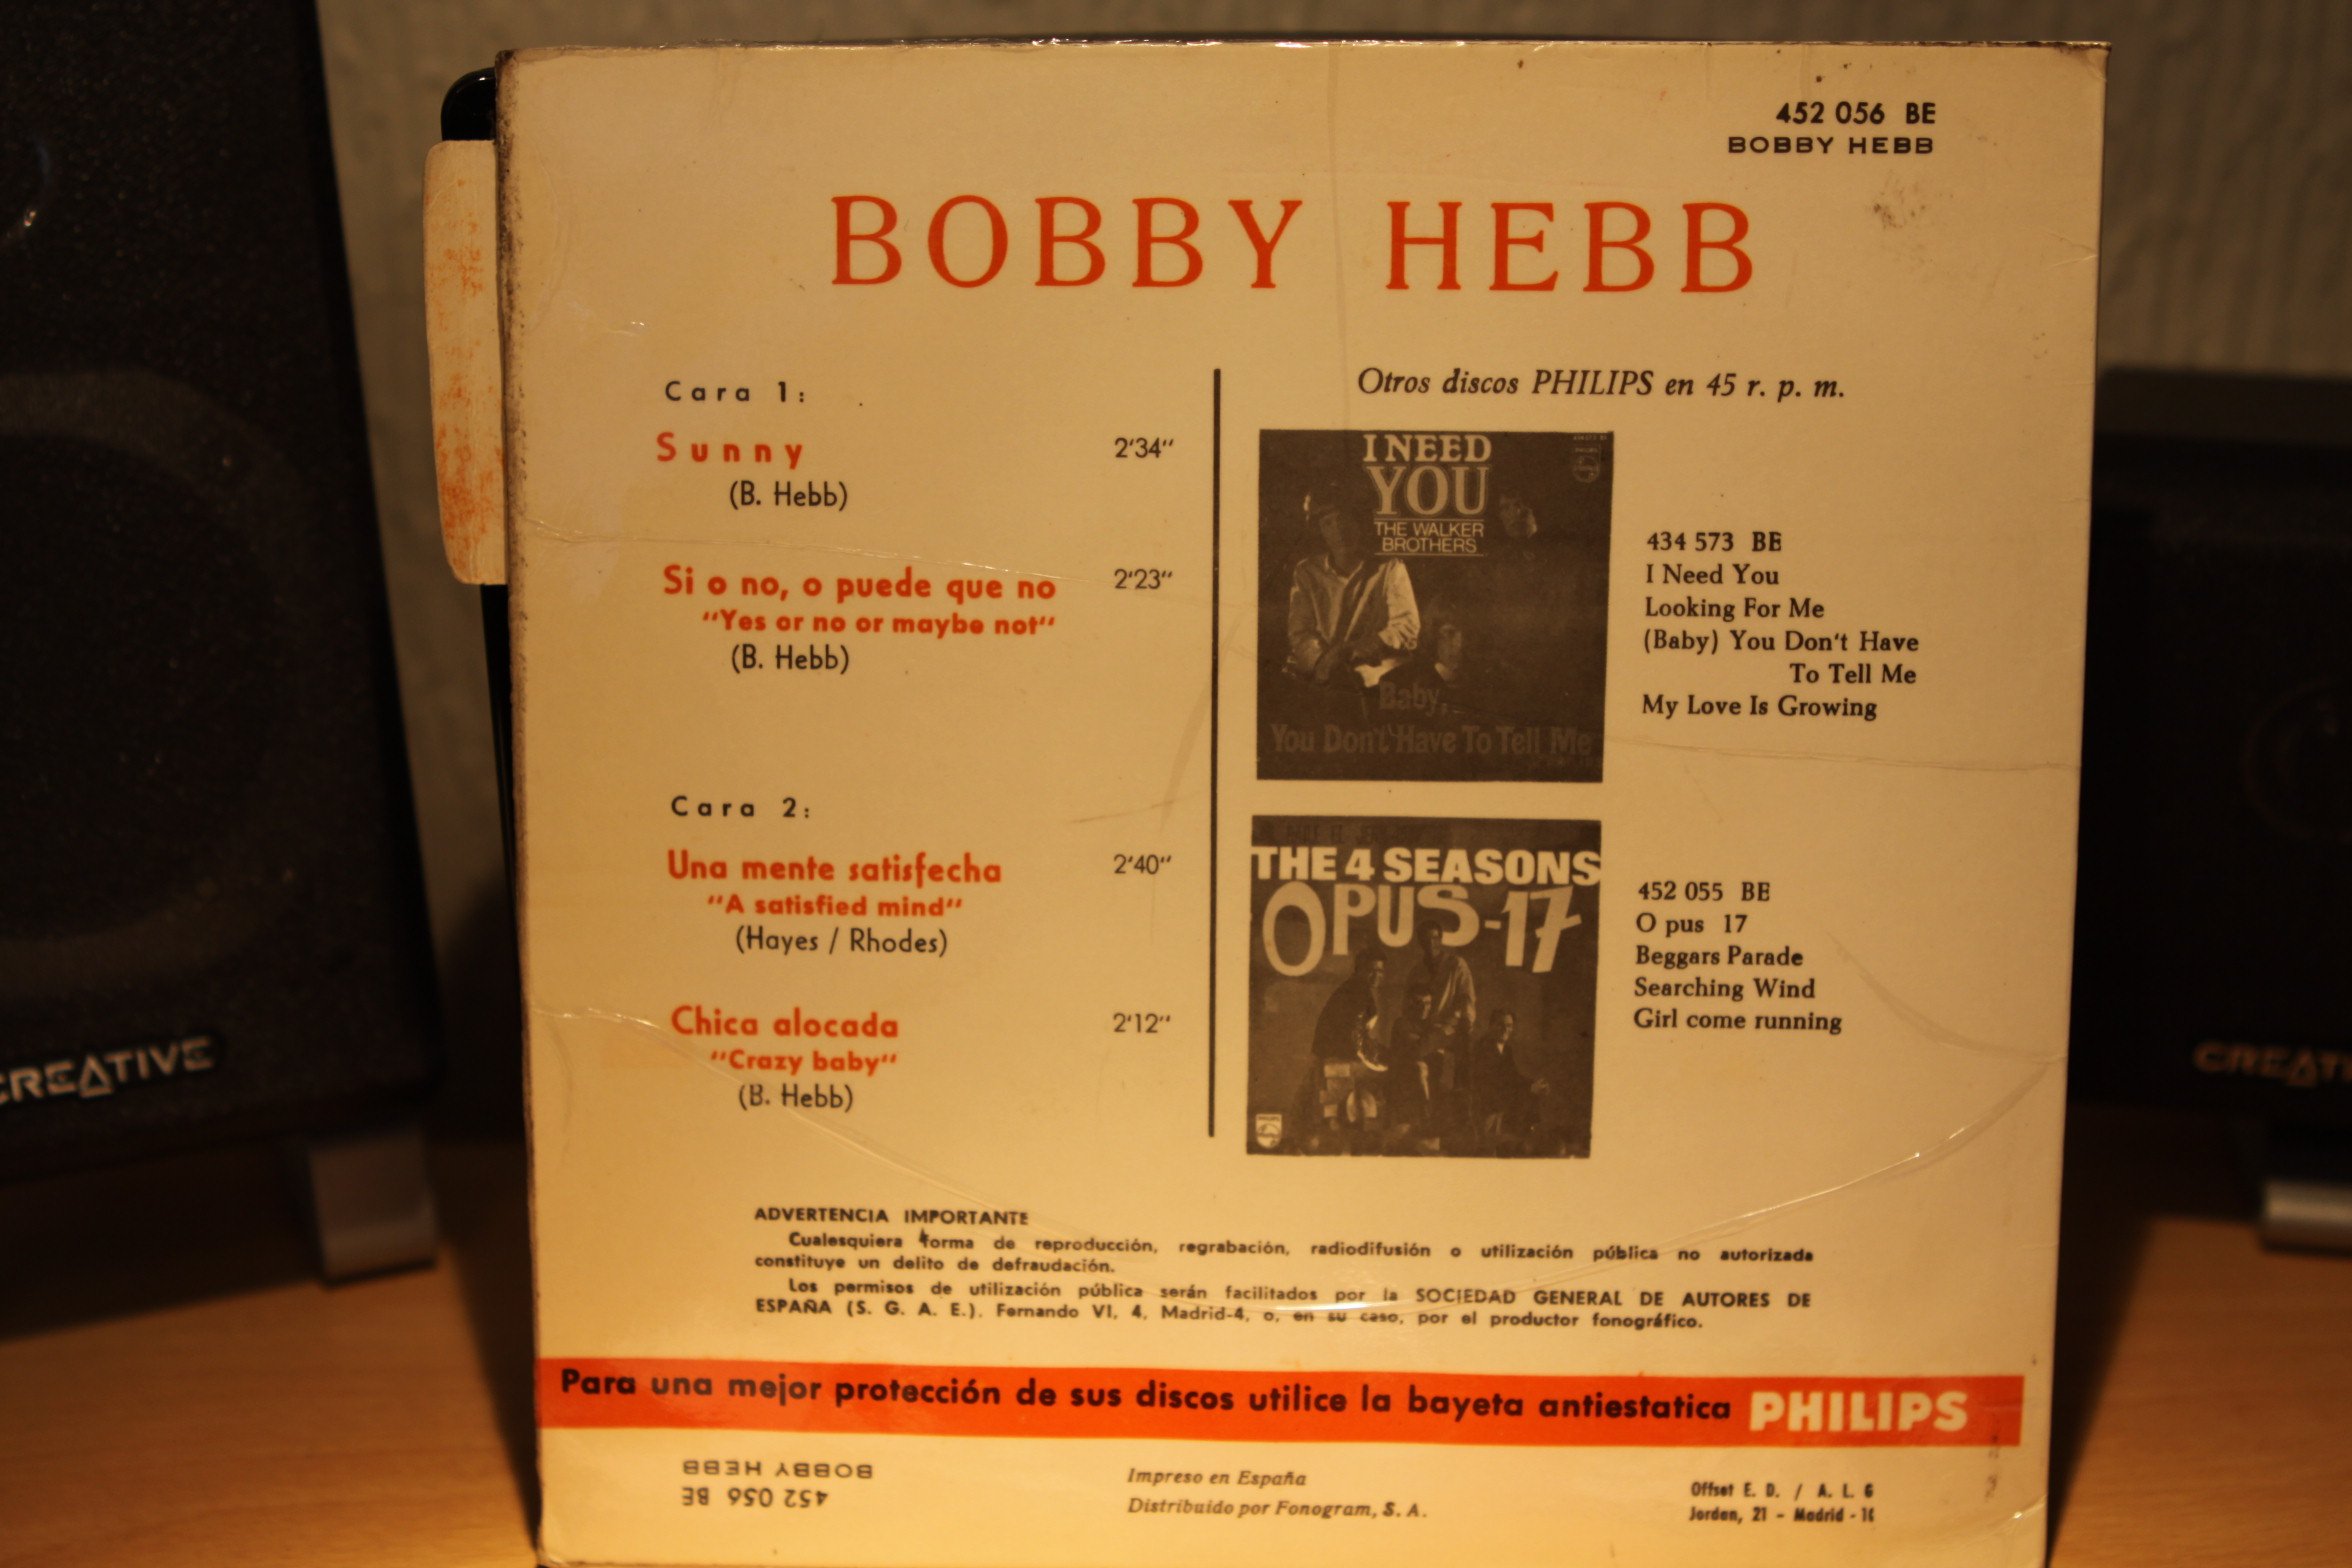 452 056 BE
BOBBY HEBB
BOBBY HEBB
Cara 1:
Sunny 2'34"
(B. Hebb)
Si o no, o puede que no 2'23"
"Yes or no or maybe not"
(B. Hebb)
Cara 2:
Una mente satisfecha 2'40"
"A satisfied mind"
(Hayes / Rhodes)
Chica alocada 2'12"
"Crazy baby"
(B. Hebb)
Otros discos PHILIPS en 45 r. p. m.
I NEED
YOU
THE WALKER
BROTHERS
Baby,
You Don't Have To Tell Me
434 573 BE
I Need You
Looking For Me
(Baby) You Don't Have
To Tell Me
My Love Is Growing
THE 4 SEASONS
OPUS-17
452 055 BE
O pus 17
Beggars Parade
Searching Wind
Girl come running
ADVERTENCIA IMPORTANTE
Cualesquiera forma de reproducción, regrabación, radiodifusión o utilización pública no autorizada
constituye un delito de defraudación.
Los permisos de utilización pública serán facilitados por la SOCIEDAD GENERAL DE AUTORES DE
ESPAÑA (S. G. A. E.). Fernando VI, 4, Madrid-4, o, en su caso, por el productor fonográfico.
Para una mejor protección de sus discos utilice la bayeta antiestatica PHILIPS
452 056 BE
BOBBY HEBB
Impreso en España
Distribuido por Fonogram, S. A.
Offset E. D. / A. L. G
Jordan, 21 - Madrid -
CREATIVE